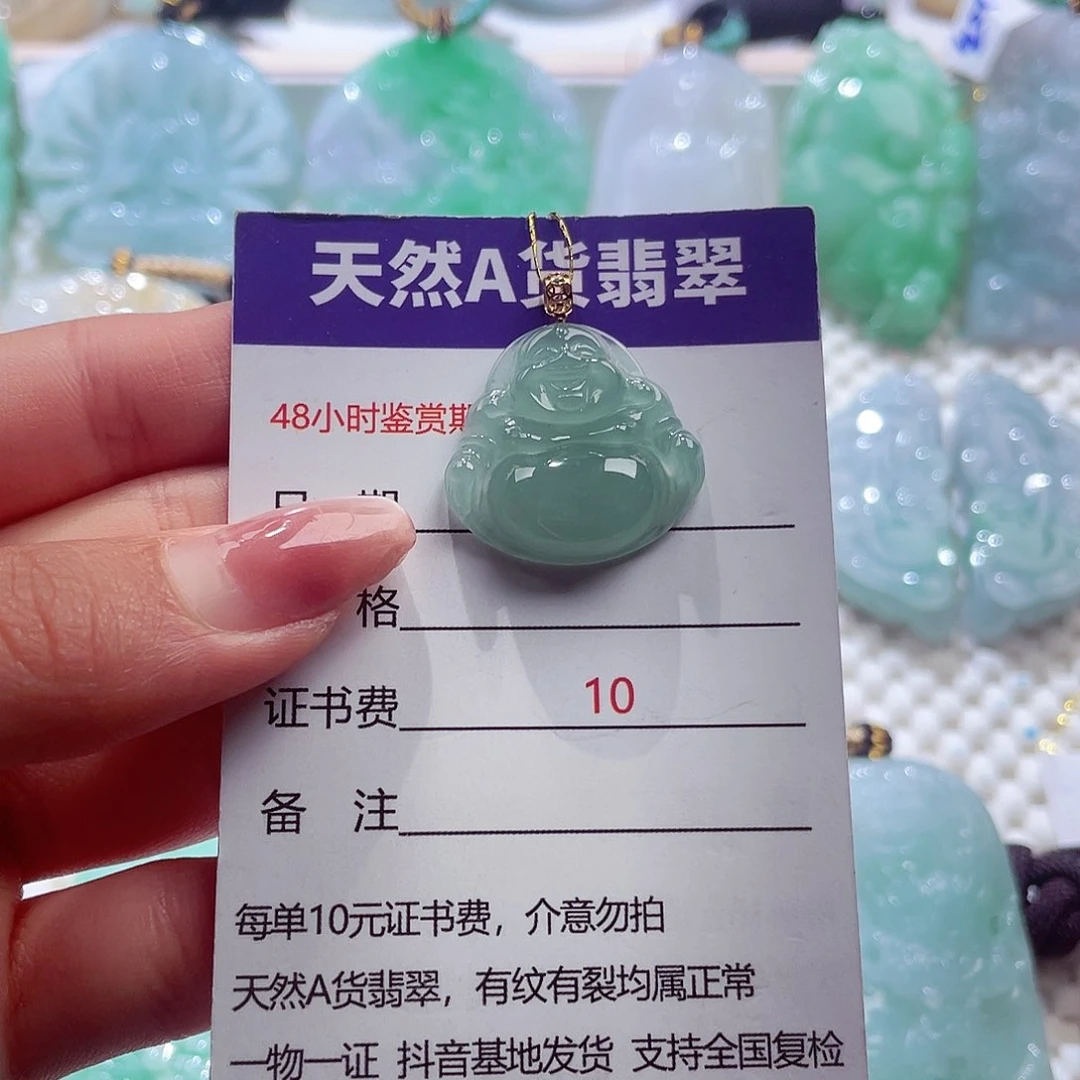 天然A货翡翠
48小时鉴赏期
日 期
格
证书费 10
备 注
每单10元证书费，介意勿拍
天然A货翡翠，有纹有裂均属正常
一物一证 抖音基地发货 支持全国复检